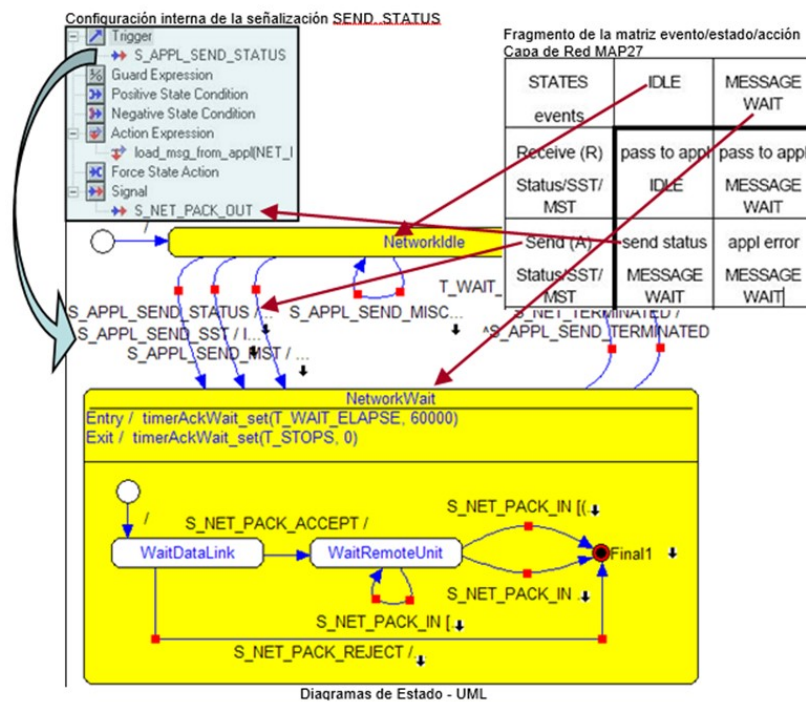 Configuración interna de la señalización SEND_STATUS
Trigger
S_APPL_SEND_STATUS
Guard Expression
Positive State Condition
Negative State Condition
Action Expression
load_msg_from_appl(NET_I
Force State Action
Signal
S_NET_PACK_OUT
Fragmento de la matriz evento/estado/acción
Capa de Red MAP27
STATES
events
IDLE
MESSAGE
WAIT
Receive (R)
Status/SST/
MST
pass to appl
IDLE
pass to appl
MESSAGE
WAIT
Send (A)
Status/SST/
MST
send status
MESSAGE
WAIT
appl error
MESSAGE
WAIT
/
NetworkIdle
T_WAIT_
S_APPL_SEND_STATUS /...
S_APPL_SEND_SST / l...
S_APPL_SEND_MST / ...
S_APPL_SEND_MISC...
S_NET_TERMINATED /
^S_APPL_SEND_TERMINATED
NetworkWait
Entry / timerAckWait_set(T_WAIT_ELAPSE, 60000)
Exit / timerAckWait_set(T_STOPS, 0)
/
S_NET_PACK_ACCEPT /
S_NET_PACK_IN [(..
WaitDataLink
WaitRemoteUnit
Final1
S_NET_PACK_IN ..
S_NET_PACK_IN [..
S_NET_PACK_REJECT /..
Diagramas de Estado - UML